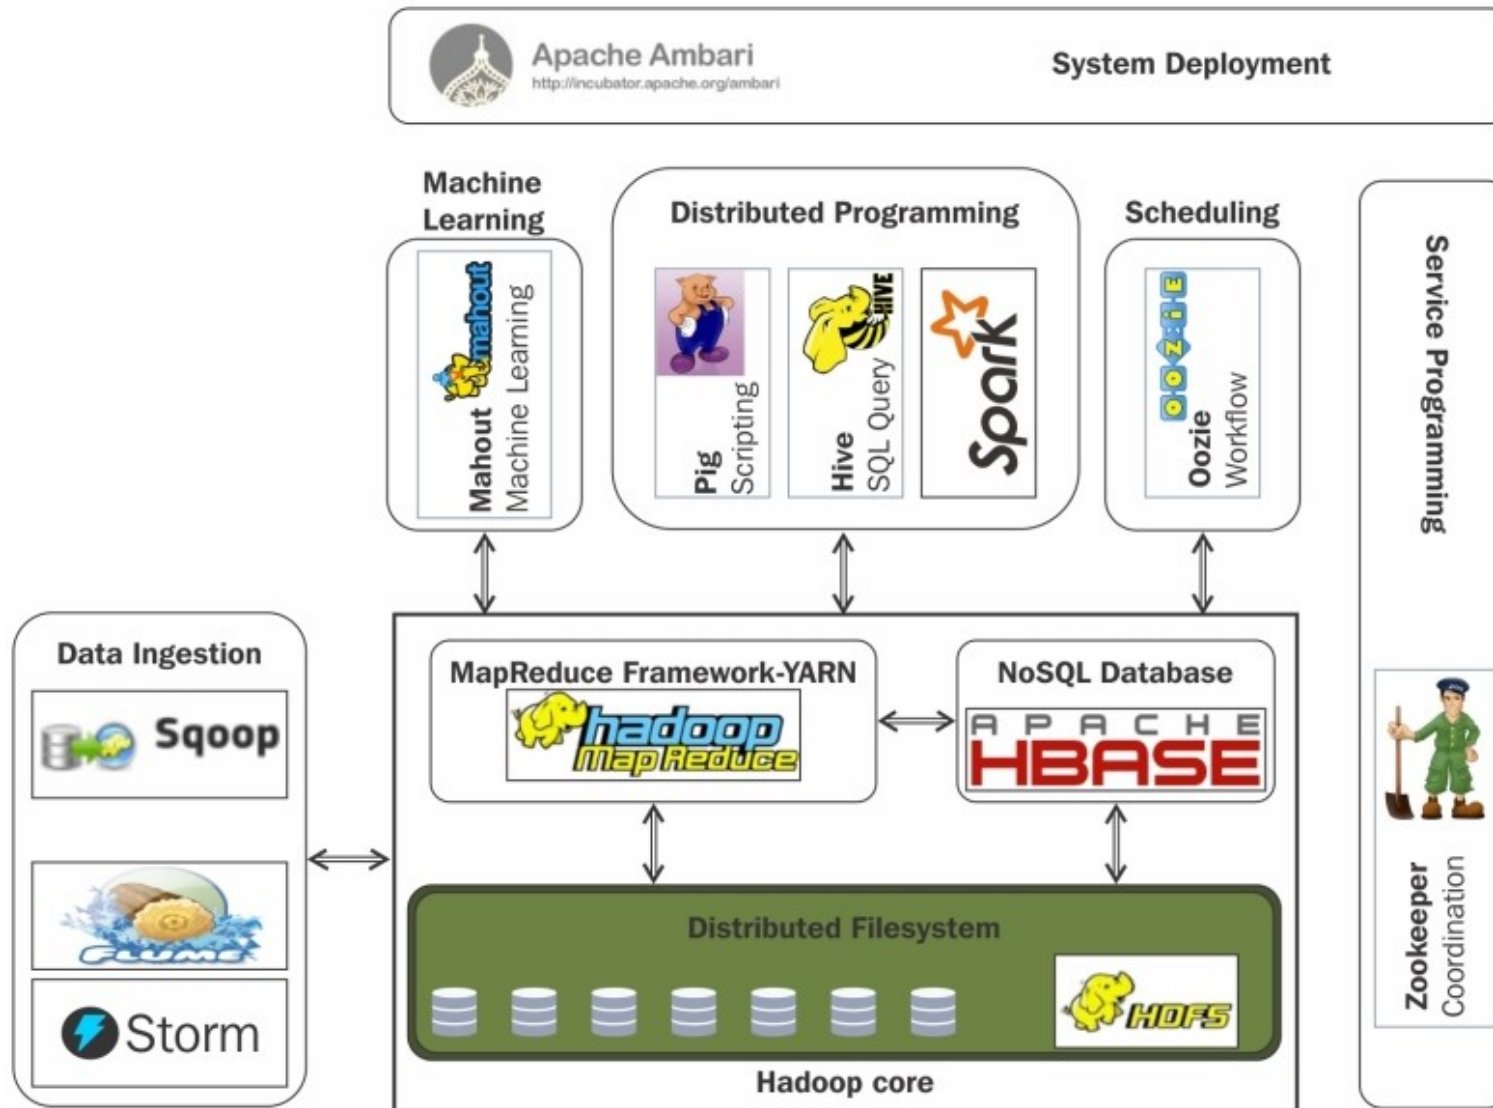 Apache Ambari
http://incubator.apache.org/ambari
System Deployment
Machine
Learning
mahout
Mahout
Machine Learning
Distributed Programming
Pig
Scripting
HIVE
Hive
SQL Query
Spark
Scheduling
OOZIE
Oozie
Workflow
Service Programming
Zookeeper
Coordination
Data Ingestion
Sqoop
FLUME
Storm
MapReduce Framework-YARN
hadoop
Map Reduce
NoSQL Database
APACHE
HBASE
Distributed Filesystem
HDFS
Hadoop core